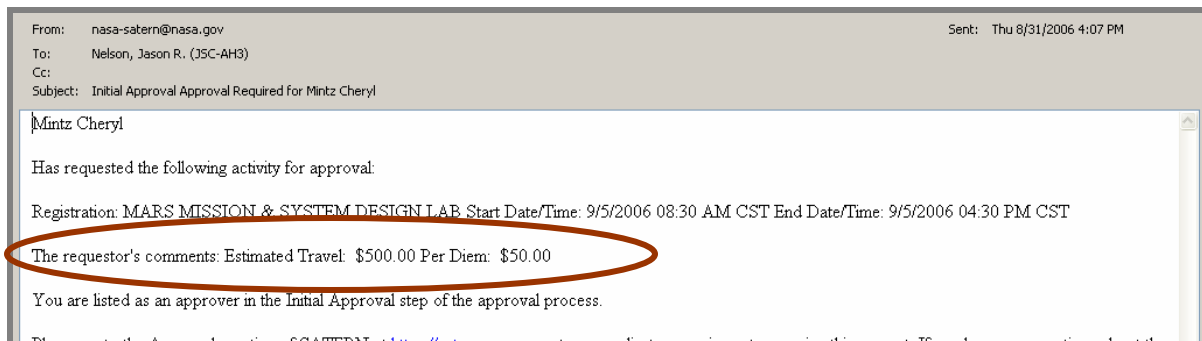 From: nasa-satern@nasa.gov Sent: Thu 8/31/2006 4:07 PM
To: Nelson, Jason R. (JSC-AH3)
Cc:
Subject: Initial Approval Approval Required for Mintz Cheryl
Mintz Cheryl
Has requested the following activity for approval:
Registration: MARS MISSION & SYSTEM DESIGN LAB Start Date/Time: 9/5/2006 08:30 AM CST End Date/Time: 9/5/2006 04:30 PM CST
The requestor's comments: Estimated Travel: $500.00 Per Diem: $50.00
You are listed as an approver in the Initial Approval step of the approval process.